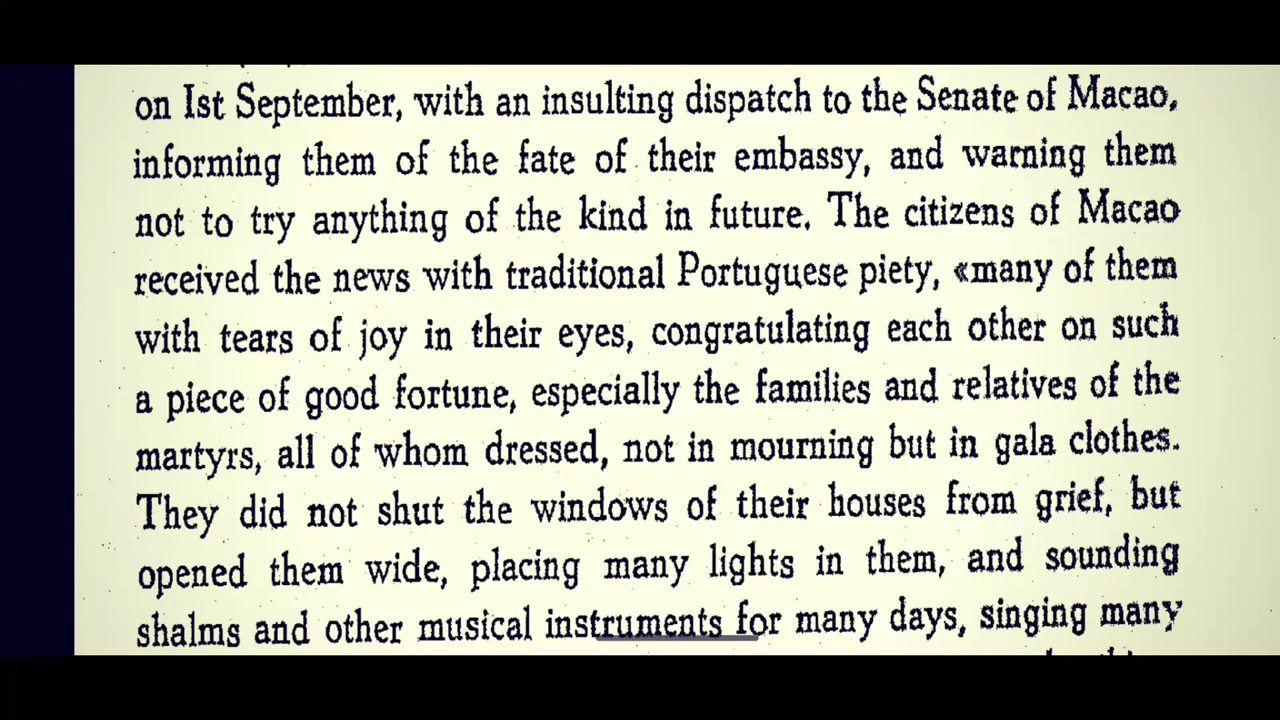 on Ist September, with an insulting dispatch to the Senate of Macao,
informing them of the fate of their embassy, and warning them
not to try anything of the kind in future. The citizens of Macao
received the news with traditional Portuguese piety, «many of them
with tears of joy in their eyes, congratulating each other on such
a piece of good fortune, especially the families and relatives of the
martyrs, all of whom dressed, not in mourning but in gala clothes.
They did not shut the windows of their houses from grief, but
opened them wide, placing many lights in them, and sounding
shalms and other musical instruments for many days, singing many